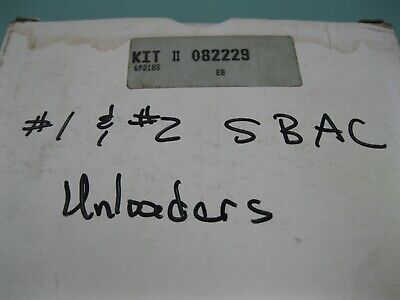 KIT # 082229
69218S
E8
#1 & #2 SBAC
Unloaders